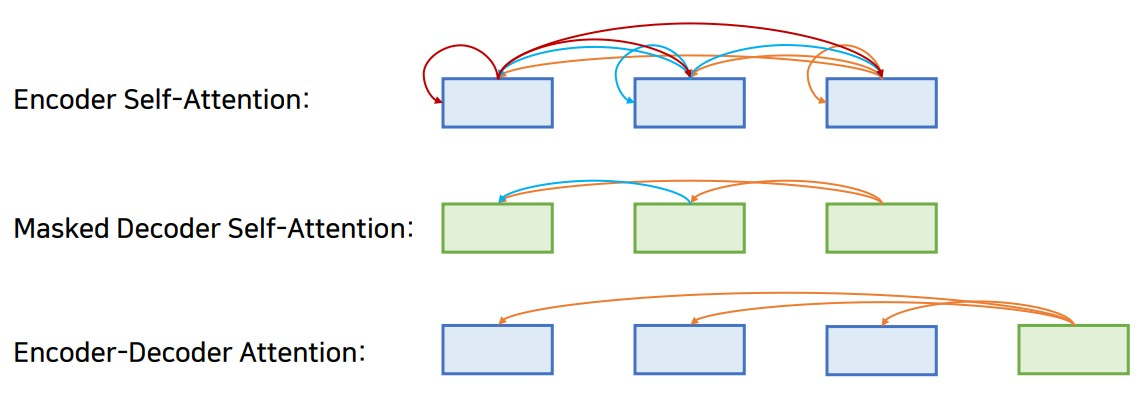 Encoder Self-Attention:
Masked Decoder Self-Attention:
Encoder-Decoder Attention: